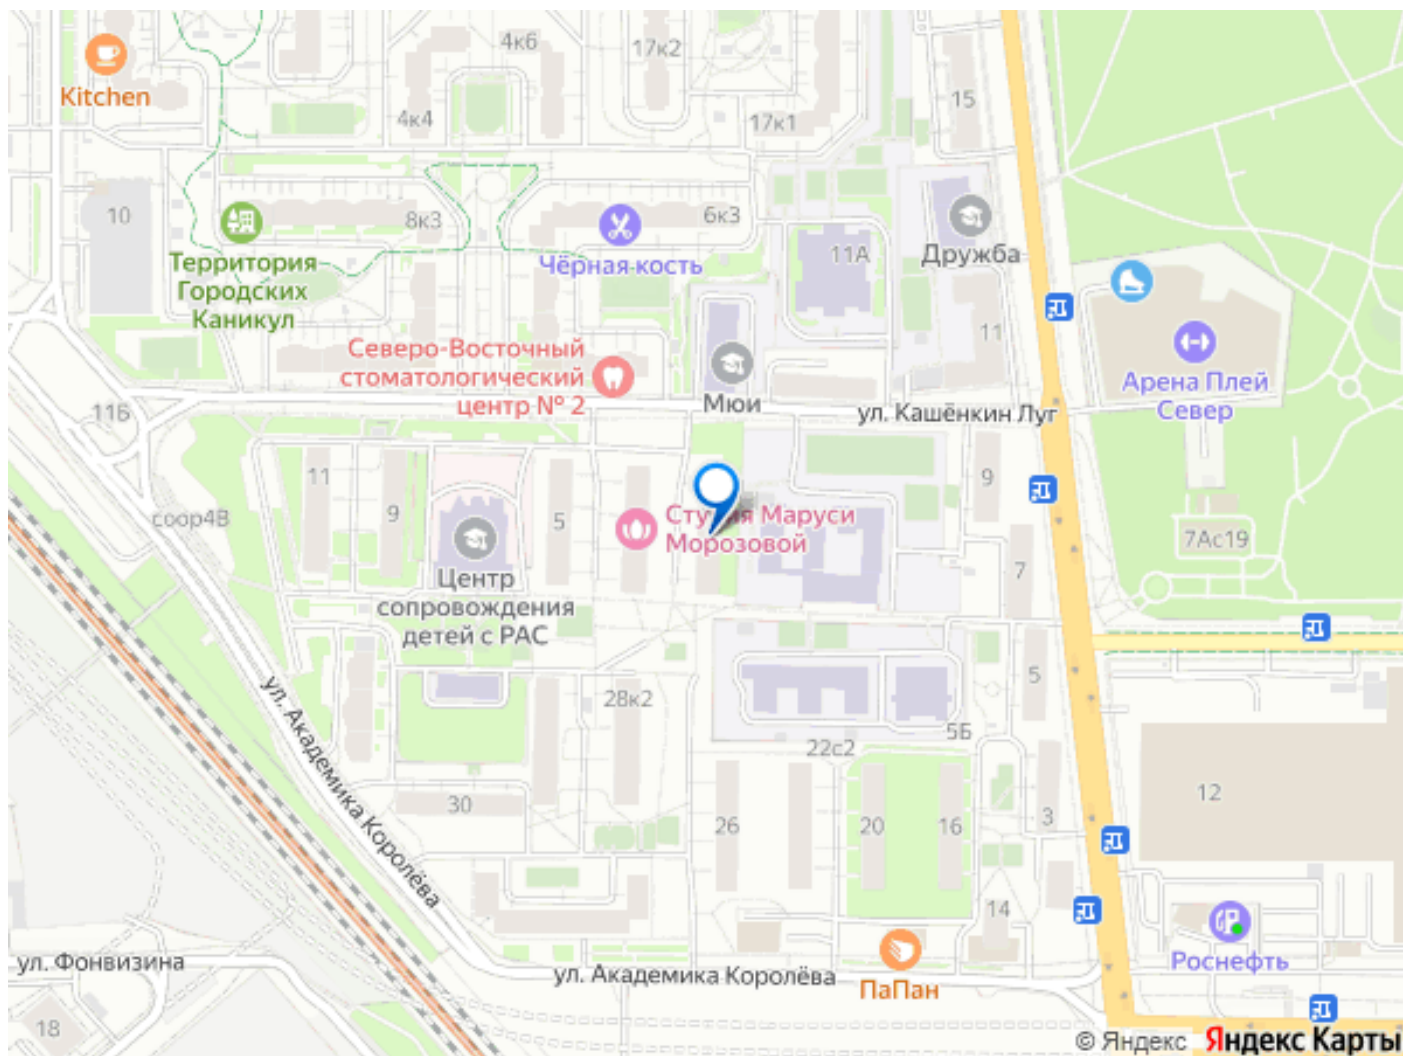 4к6
17к2
Kitchen
15
4к4
17к1
10
8к3
6к3
Территория
Городских
Каникул
Чёрная кость
11А
Дружба
11
Северо-Восточный
стоматологический
центр № 2
Мюи
Арена Плей
Север
11Б
ул. Кашёнкин Луг
11
9
5
9
соор4В
Студия Маруси
Морозовой
7Ас19
Центр
сопровождения
детей с РАС
7
5
28к2
5Б
22с2
ул. Академика Королёва
30
26
20
16
3
12
14
ул. Фонвизина
ул. Академика Королёва
ПаПан
Роснефть
18
© Яндекс Яндекс Карты